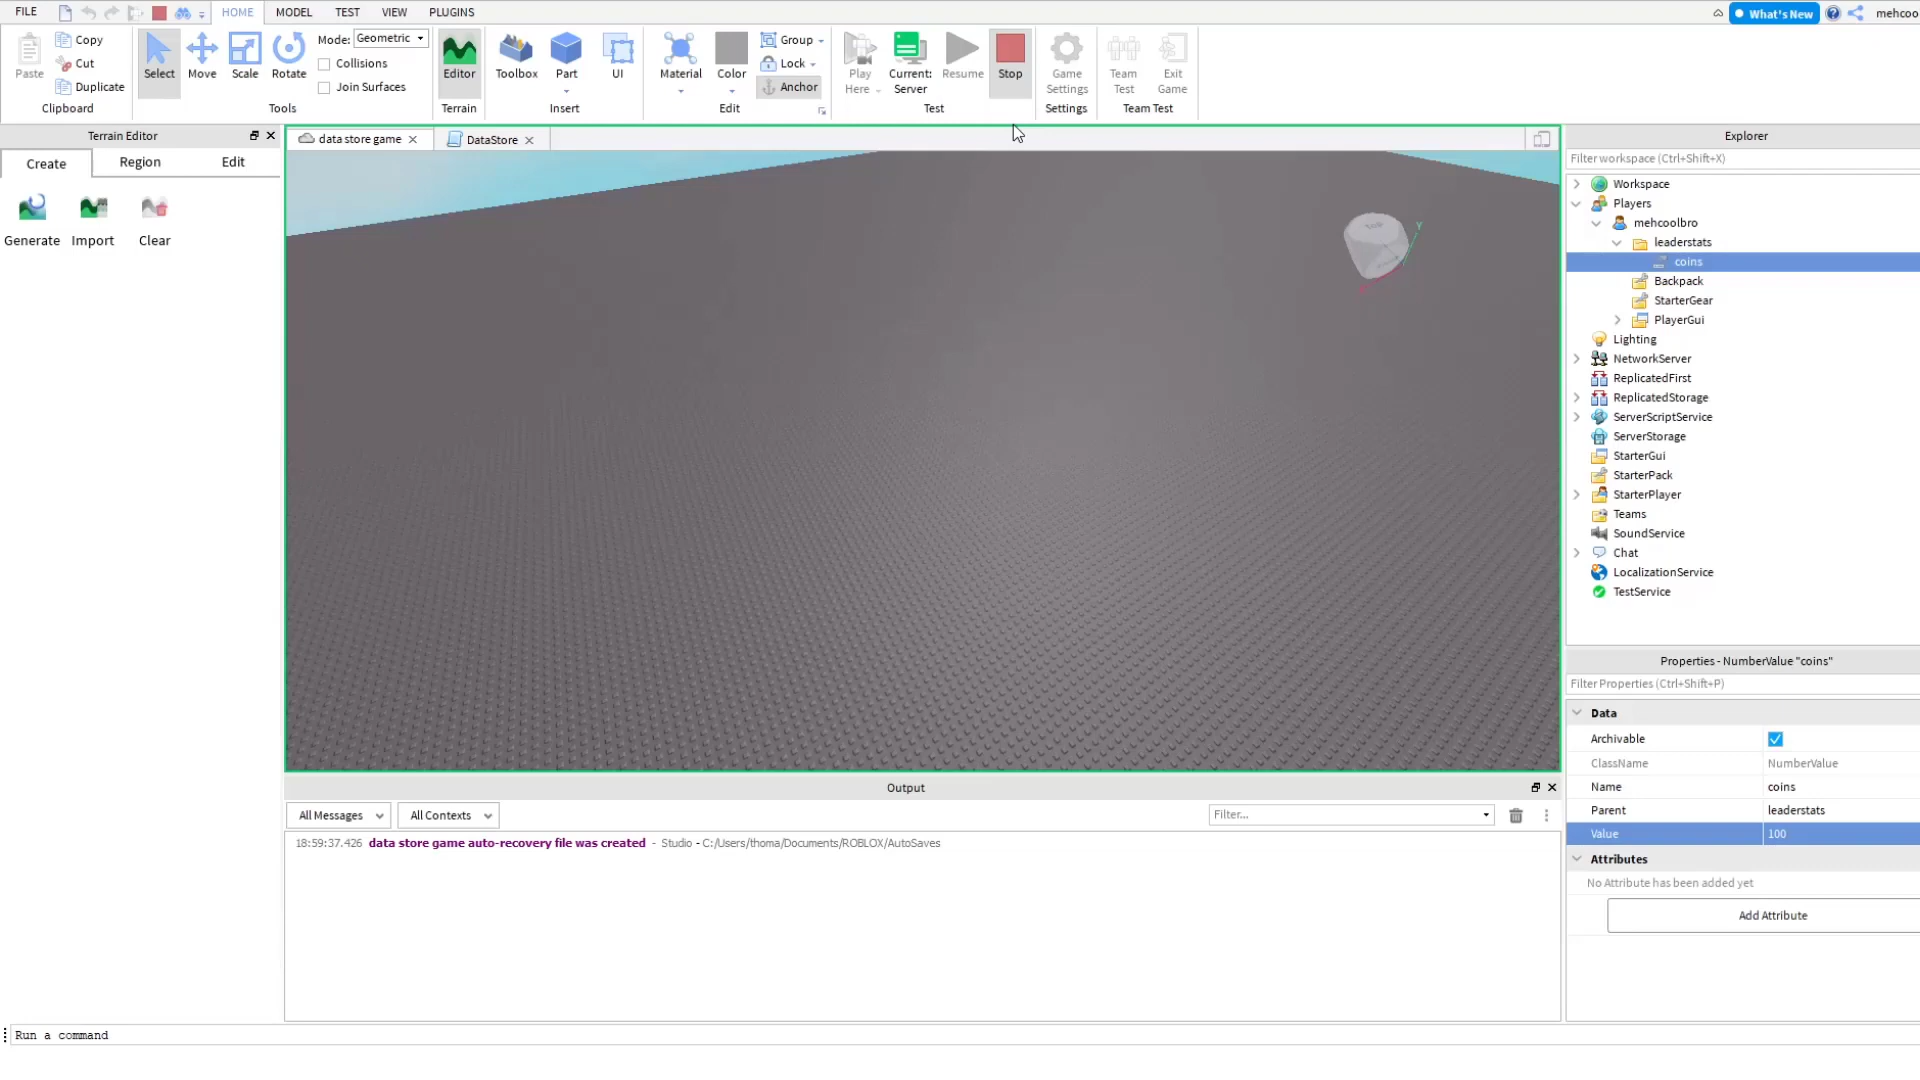 FILE HOME MODEL TEST VIEW PLUGINS What's New mehcoo
Paste Copy Cut Duplicate Clipboard
Select Move Scale Rotate Mode: Geometric Collisions Join Surfaces Tools
Editor Terrain
Toolbox Part UI Insert
Material Color Group Lock Anchor Edit
Play Here Current: Server Resume Stop Test
Game Settings Settings
Team Test Exit Game Team Test
Terrain Editor
Create Region Edit
Generate Import Clear
data store game DataStore
Y
Output
All Messages All Contexts Filter...
18:59:37.426 data store game auto-recovery file was created - Studio - C:/Users/thoma/Documents/ROBLOX/AutoSaves
Run a command
Explorer
Filter workspace (Ctrl+Shift+X)
Workspace
Players
mehcoolbro
leaderstats
coins
Backpack
StarterGear
PlayerGui
Lighting
NetworkServer
ReplicatedFirst
ReplicatedStorage
ServerScriptService
ServerStorage
StarterGui
StarterPack
StarterPlayer
Teams
SoundService
Chat
LocalizationService
TestService
Properties - NumberValue "coins"
Filter Properties (Ctrl+Shift+P)
Data
Archivable
ClassName NumberValue
Name coins
Parent leaderstats
Value 100
Attributes
No Attribute has been added yet
Add Attribute